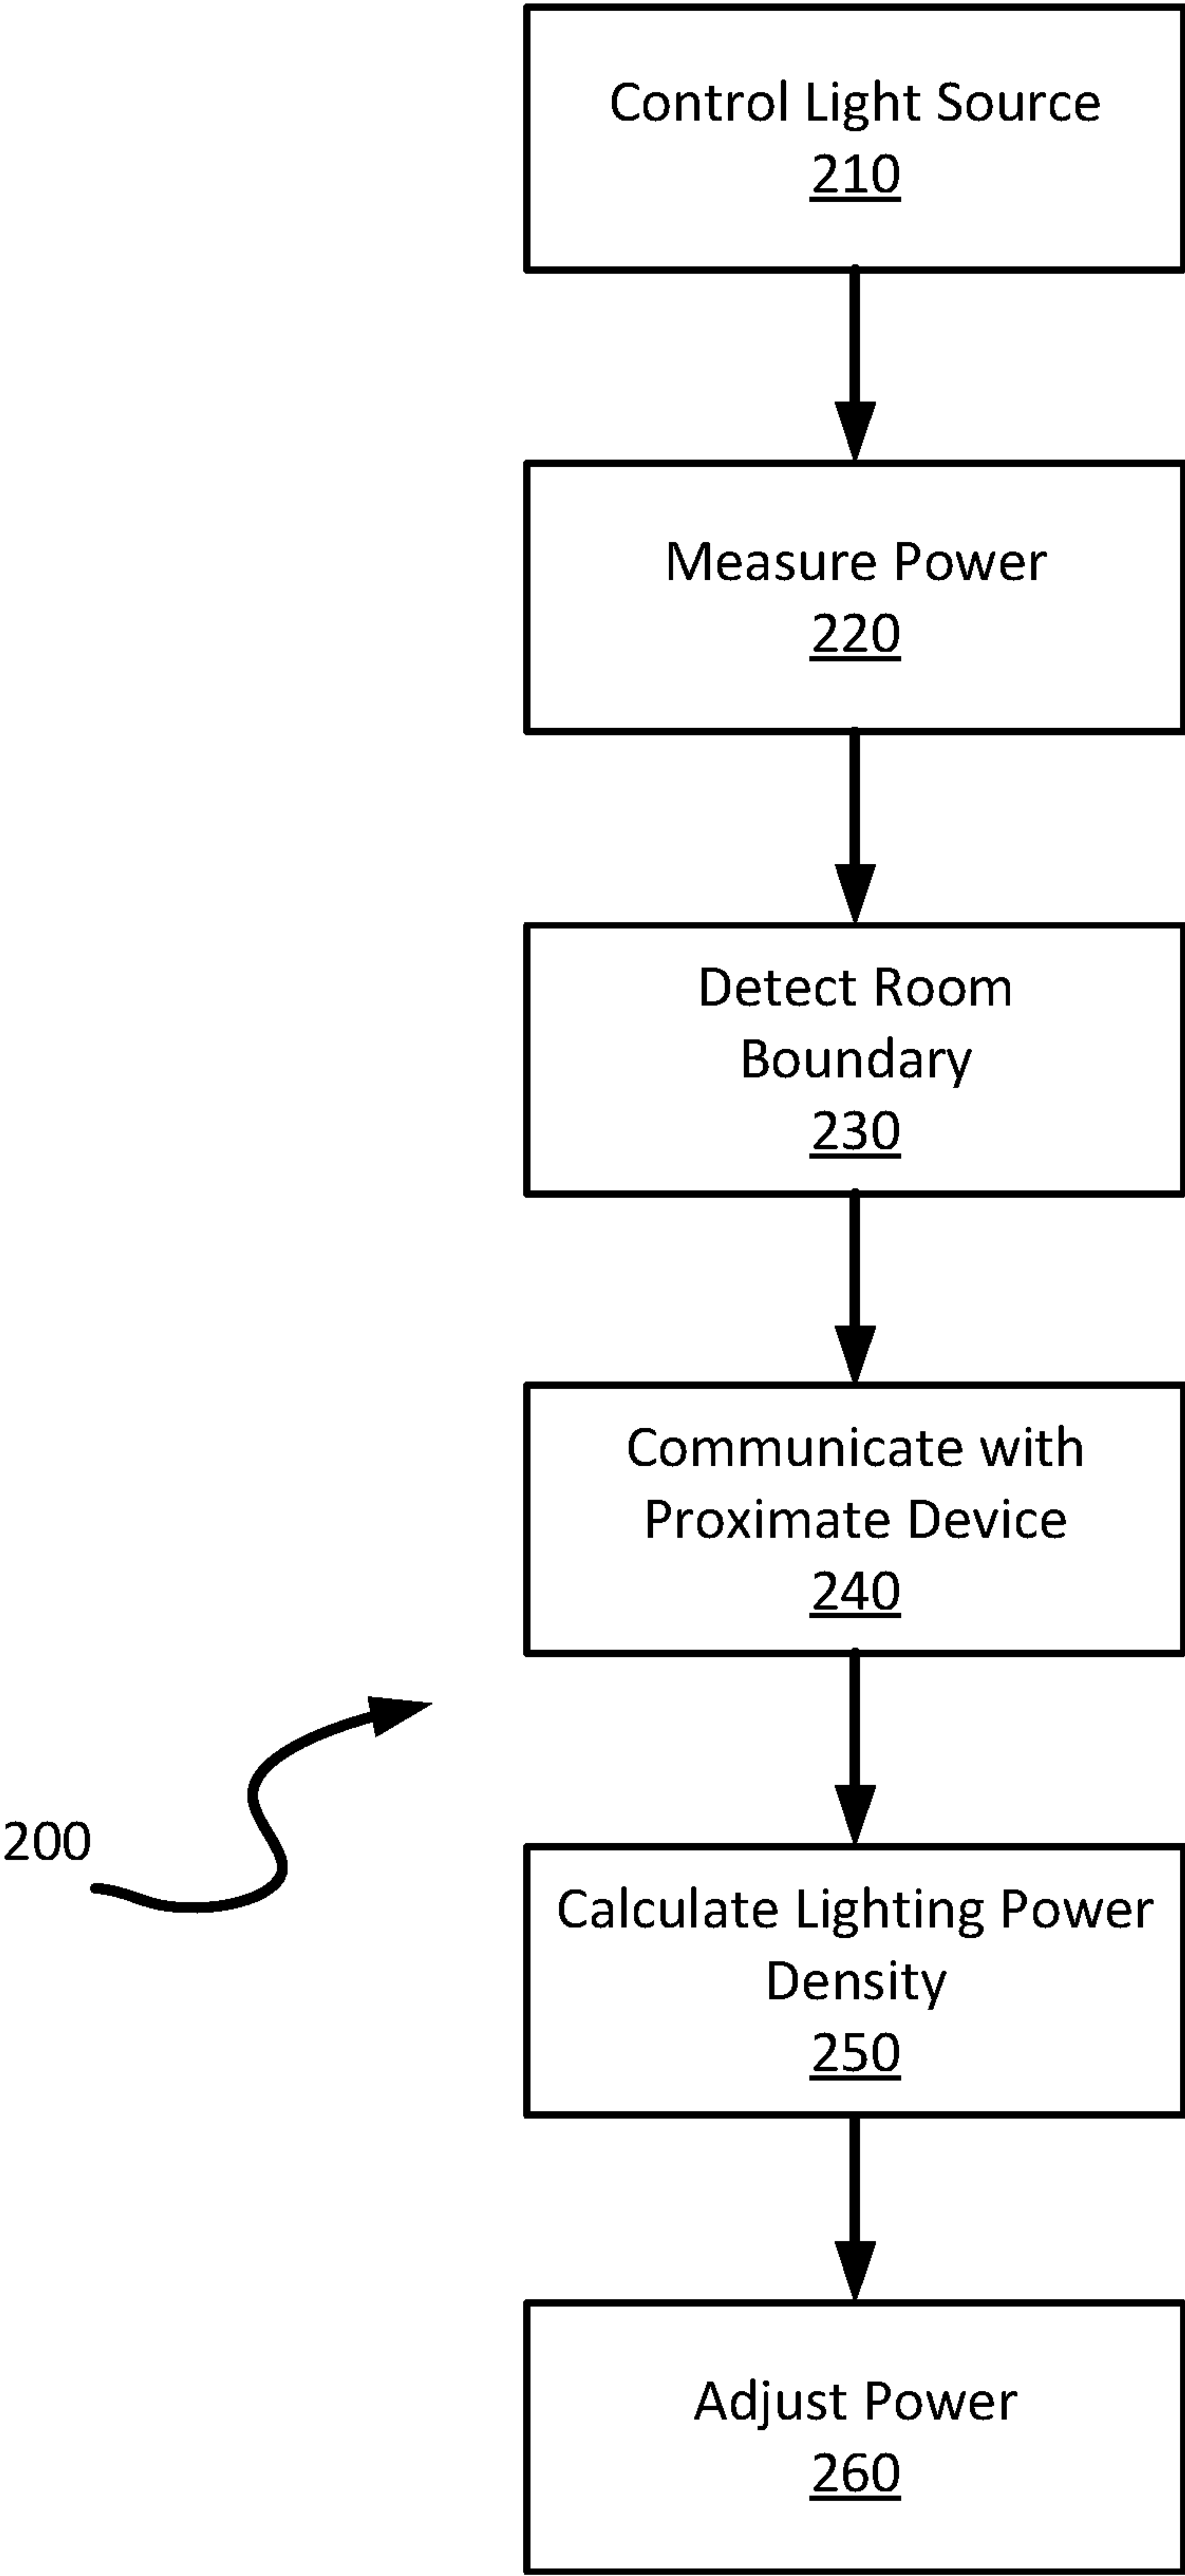 Control Light Source
210
Measure Power
220
Detect Room
Boundary
230
Communicate with
Proximate Device
240
200
Calculate Lighting Power
Density
250
Adjust Power
260